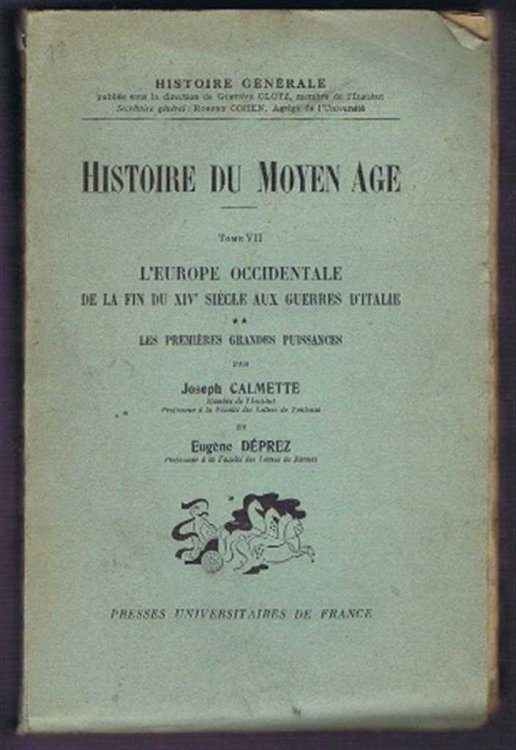 12
HISTOIRE GÉNÉRALE
publiée sous la direction de Gustave GLOTZ, membre de l'Institut
Secrétaire général : Robert COHEN, Agrégé de l'Université
HISTOIRE DU MOYEN AGE
Tome VII
L'EUROPE OCCIDENTALE
DE LA FIN DU XIVe SIÈCLE AUX GUERRES D'ITALIE
**
LES PREMIÈRES GRANDES PUISSANCES
PAR
Joseph CALMETTE
Membre de l'Institut
Professeur à la Faculté des Lettres de Toulouse
ET
Eugène DÉPREZ
Professeur à la Faculté des Lettres de Rennes
PRESSES UNIVERSITAIRES DE FRANCE